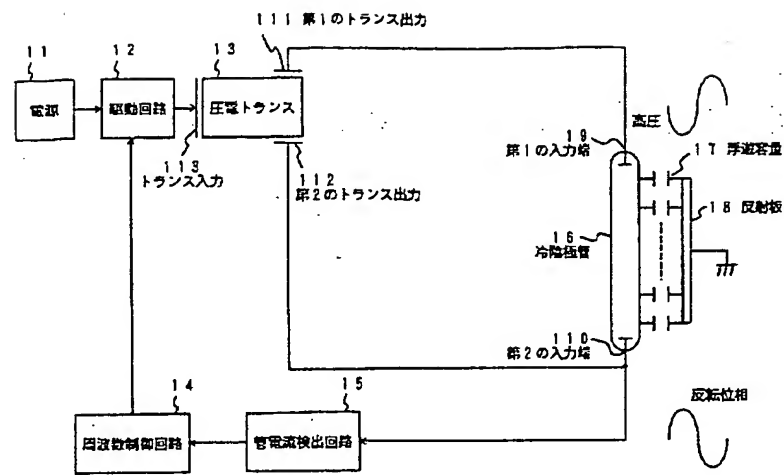 111 第1のトランス出力
11
12
13
電源
駆動回路
圧電トランス
113
トランス入力
112
第2のトランス出力
高圧
19
第1の入力端
17 浮遊容量
18 反射板
16
冷陰極管
110
第2の入力端
14
15
反転位相
周波数制御回路
管電流検出回路